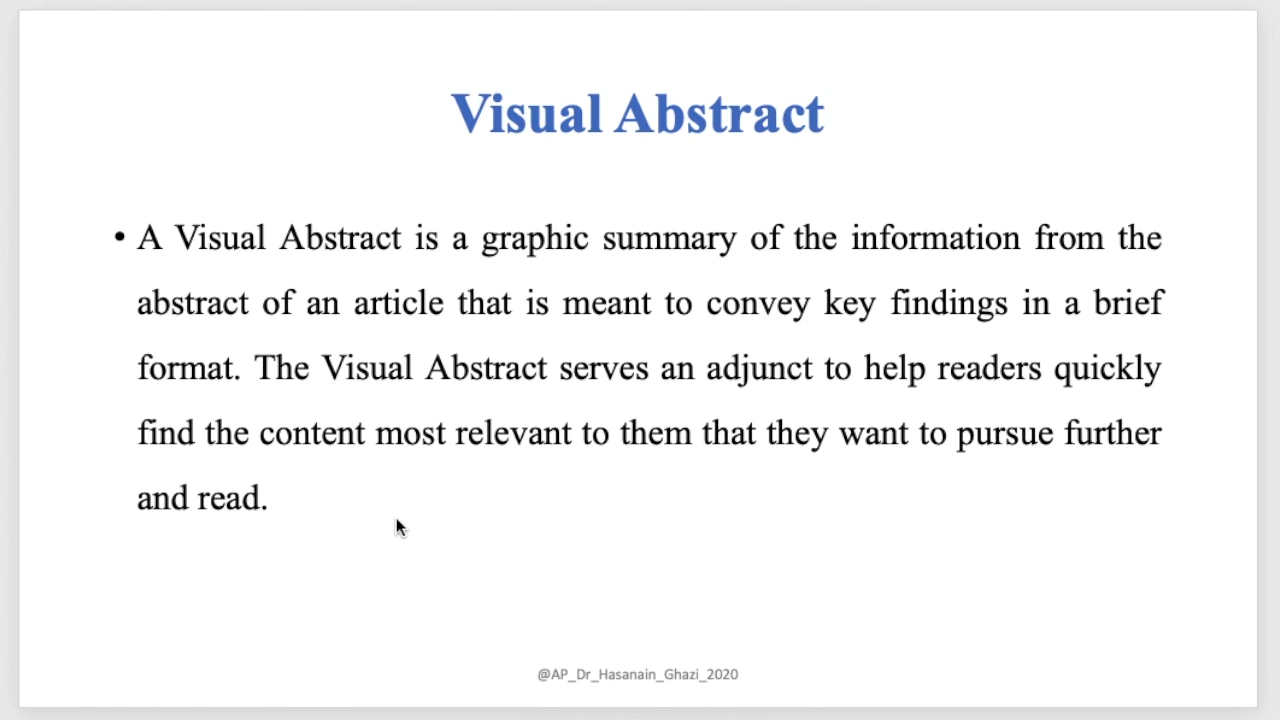 Visual Abstract
• A Visual Abstract is a graphic summary of the information from the
abstract of an article that is meant to convey key findings in a brief
format. The Visual Abstract serves an adjunct to help readers quickly
find the content most relevant to them that they want to pursue further
and read.
@AP_Dr_Hasanain_Ghazi_2020